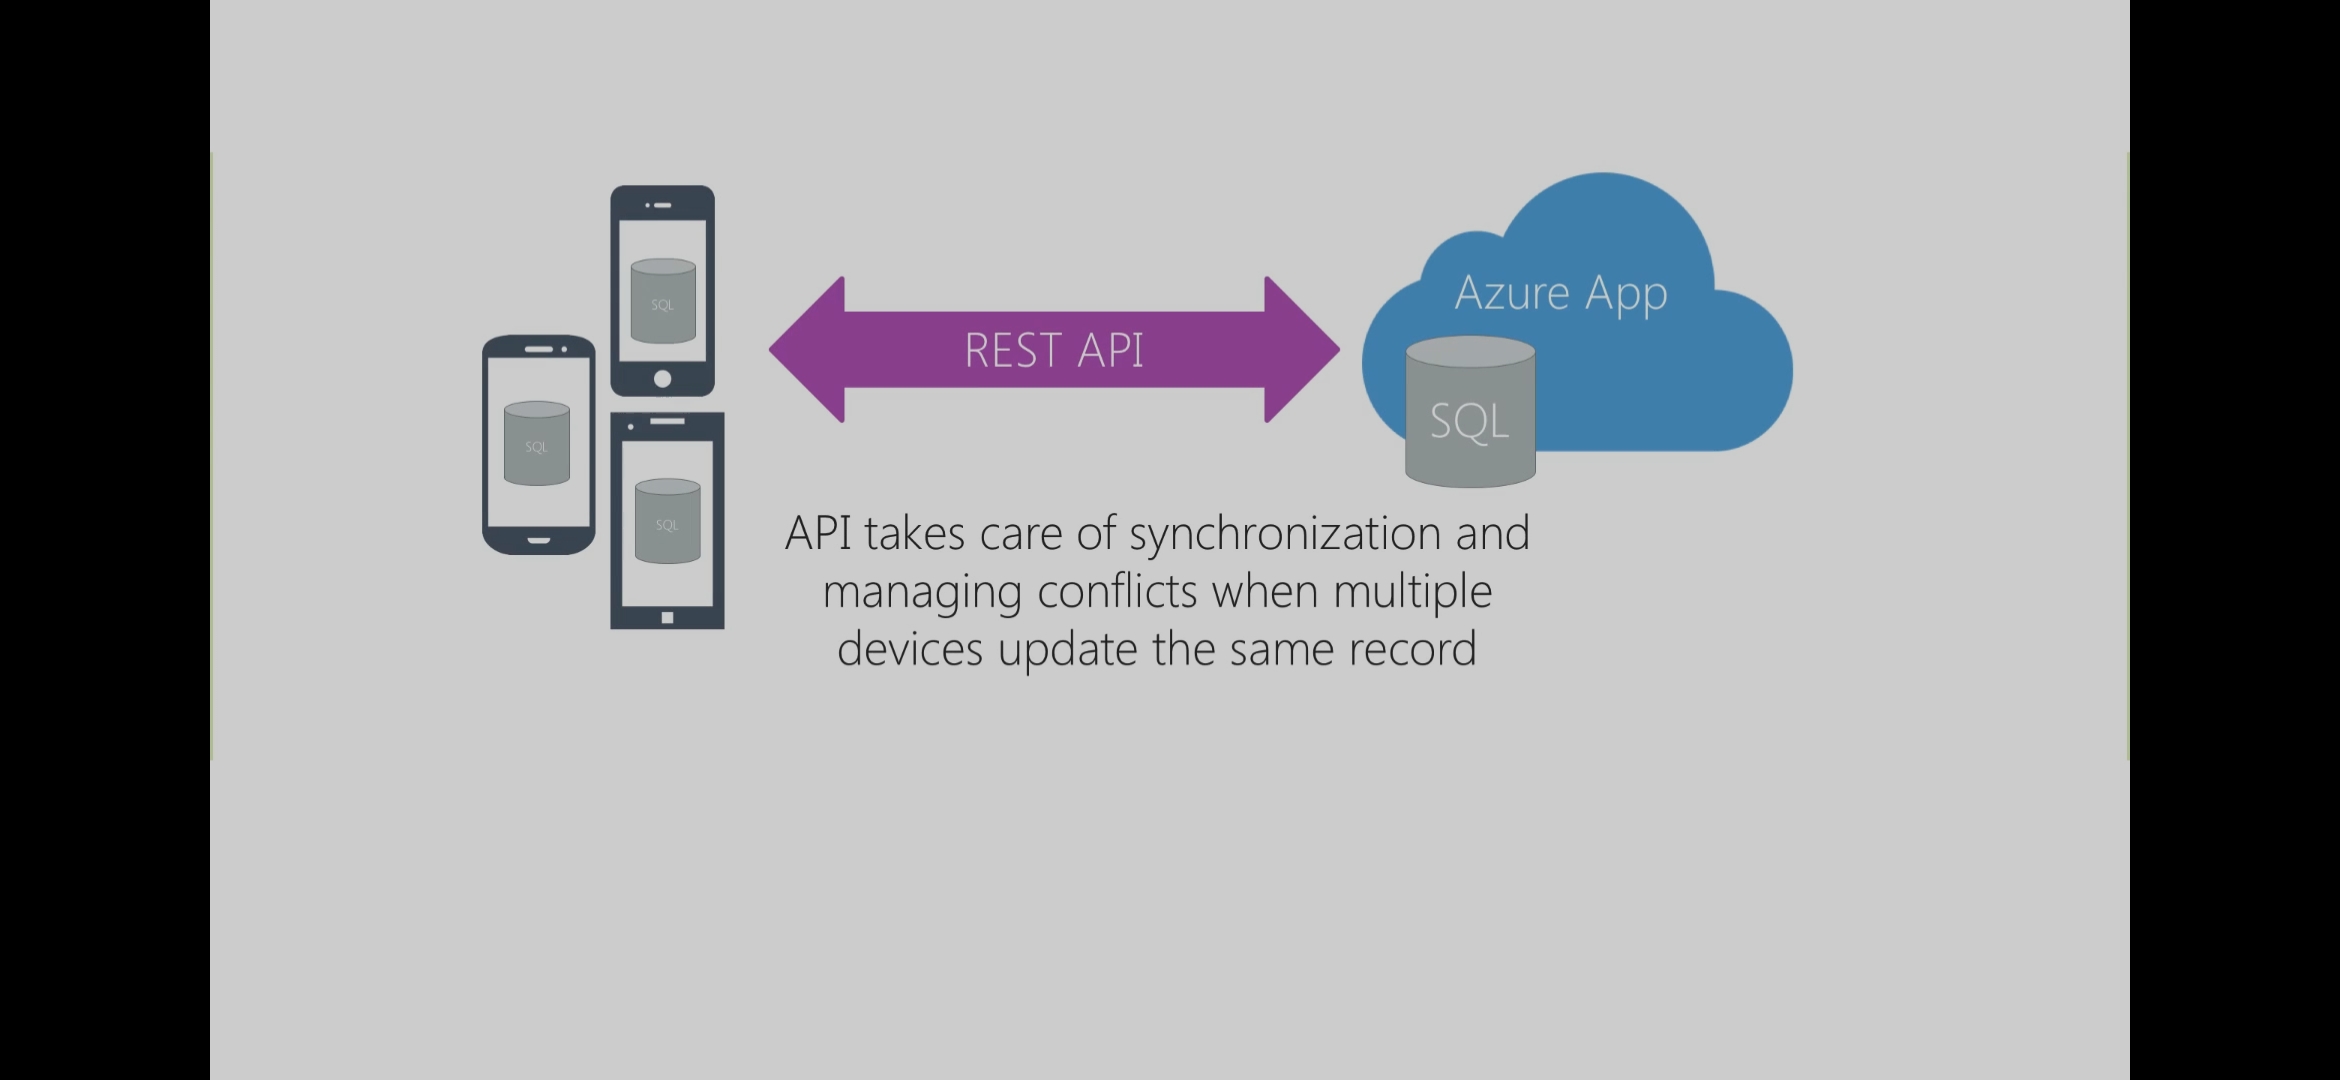 SQL
REST API
Azure App
SQL
SQL
SQL
API takes care of synchronization and
managing conflicts when multiple
devices update the same record